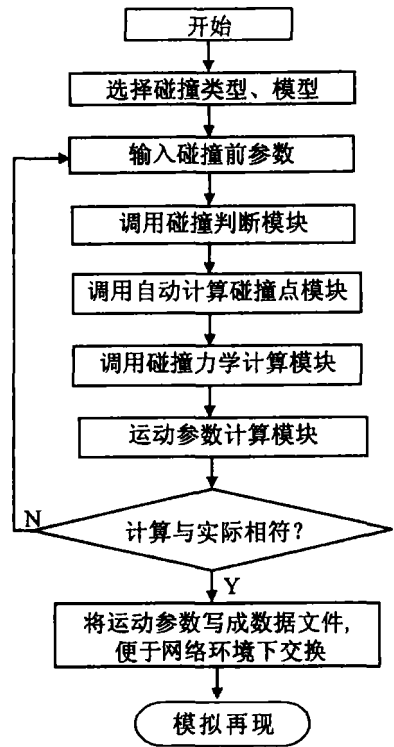 开始
选择碰撞类型、模型
输入碰撞前参数
调用碰撞判断模块
调用自动计算碰撞点模块
调用碰撞力学计算模块
运动参数计算模块
N
计算与实际相符?
Y
将运动参数写成数据文件,
便于网络环境下交换
模拟再现